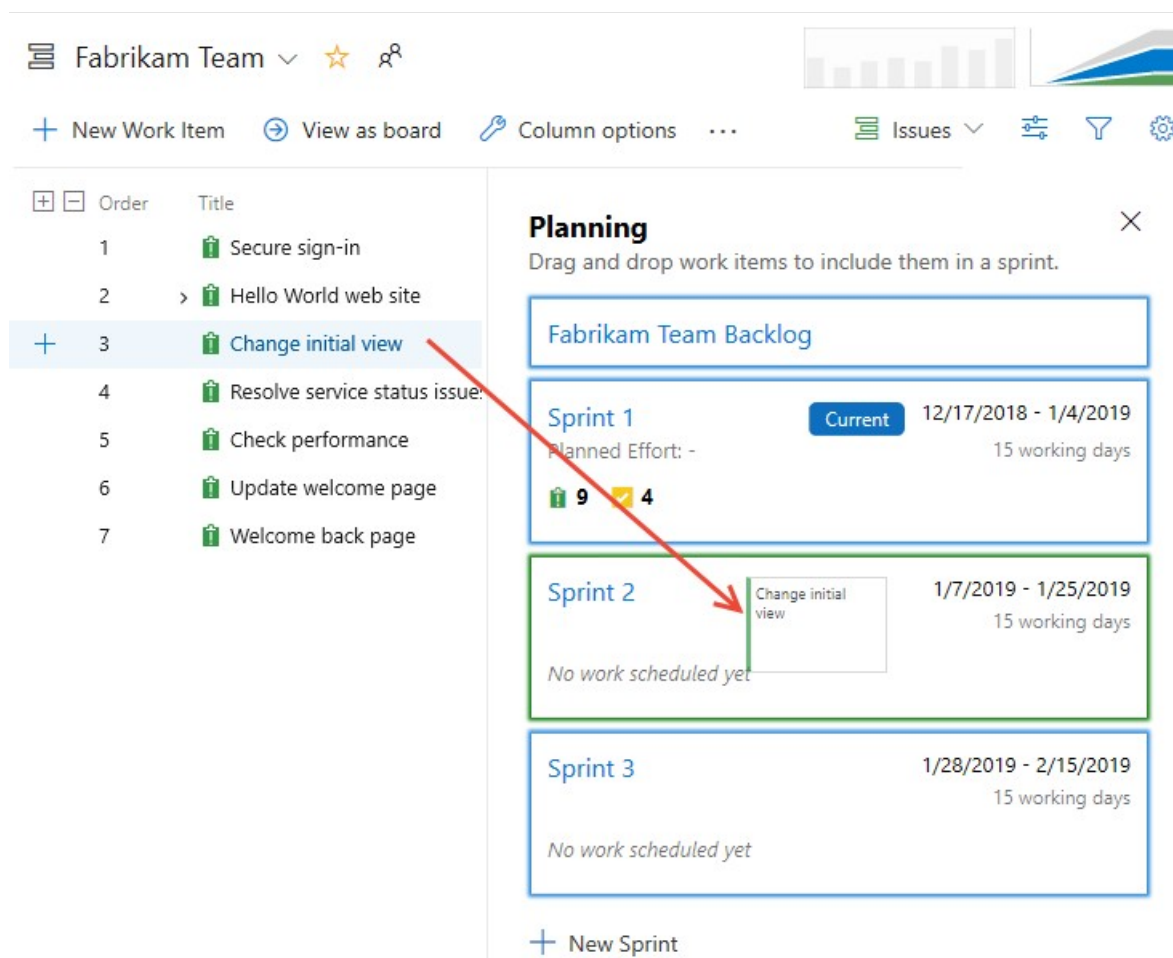 Fabrikam Team
New Work Item View as board Column options ... Issues
Order Title
1 Secure sign-in
2 Hello World web site
3 Change initial view
4 Resolve service status issue
5 Check performance
6 Update welcome page
7 Welcome back page
Planning
Drag and drop work items to include them in a sprint.
Fabrikam Team Backlog
Sprint 1 Current 12/17/2018 - 1/4/2019
Planned Effort: - 15 working days
9 4
Sprint 2 1/7/2019 - 1/25/2019
15 working days
Change initial
view
No work scheduled yet
Sprint 3 1/28/2019 - 2/15/2019
15 working days
No work scheduled yet
New Sprint